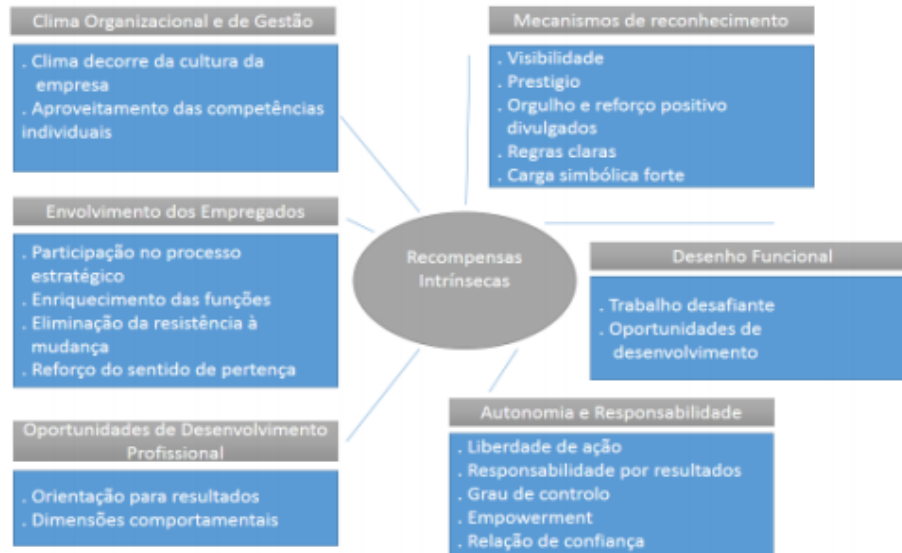 Clima Organizacional e de Gestão
. Clima decorre da cultura da
empresa
. Aproveitamento das competências
individuais
Mecanismos de reconhecimento
. Visibilidade
. Prestigio
. Orgulho e reforço positivo
divulgados
. Regras claras
. Carga simbólica forte
Envolvimento dos Empregados
. Participação no processo
estratégico
. Enriquecimento das funções
. Eliminação da resistência à
mudança
. Reforço do sentido de pertença
Recompensas
Intrínsecas
Desenho Funcional
. Trabalho desafiante
. Oportunidades de
desenvolvimento
Oportunidades de Desenvolvimento
Profissional
. Orientação para resultados
. Dimensões comportamentais
Autonomia e Responsabilidade
. Liberdade de ação
. Responsabilidade por resultados
. Grau de controlo
. Empowerment
. Relação de confiança